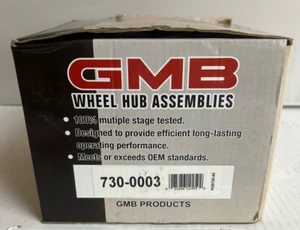 GMB
WHEEL HUB ASSEMBLIES
• 100% mutiple stage tested.
• Designed to provide efficient long-lasting
operating performance.
• Meets or exceeds OEM standards.
730-0003
GMB PRODUCTS